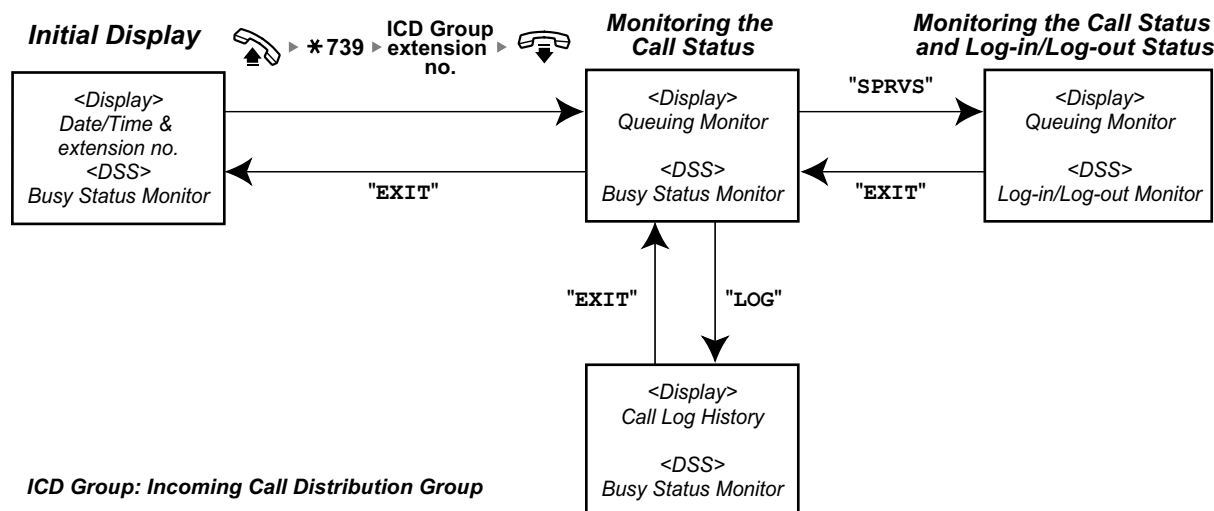 Initial Display
*739
ICD Group
extension
no.
Monitoring the
Call Status
Monitoring the Call Status
and Log-in/Log-out Status
<Display>
Date/Time &
extension no.
<DSS>
Busy Status Monitor
"EXIT"
<Display>
Queuing Monitor
<DSS>
Busy Status Monitor
"SPRVS"
"EXIT"
<Display>
Queuing Monitor
<DSS>
Log-in/Log-out Monitor
"EXIT"
"LOG"
<Display>
Call Log History
<DSS>
Busy Status Monitor
ICD Group: Incoming Call Distribution Group